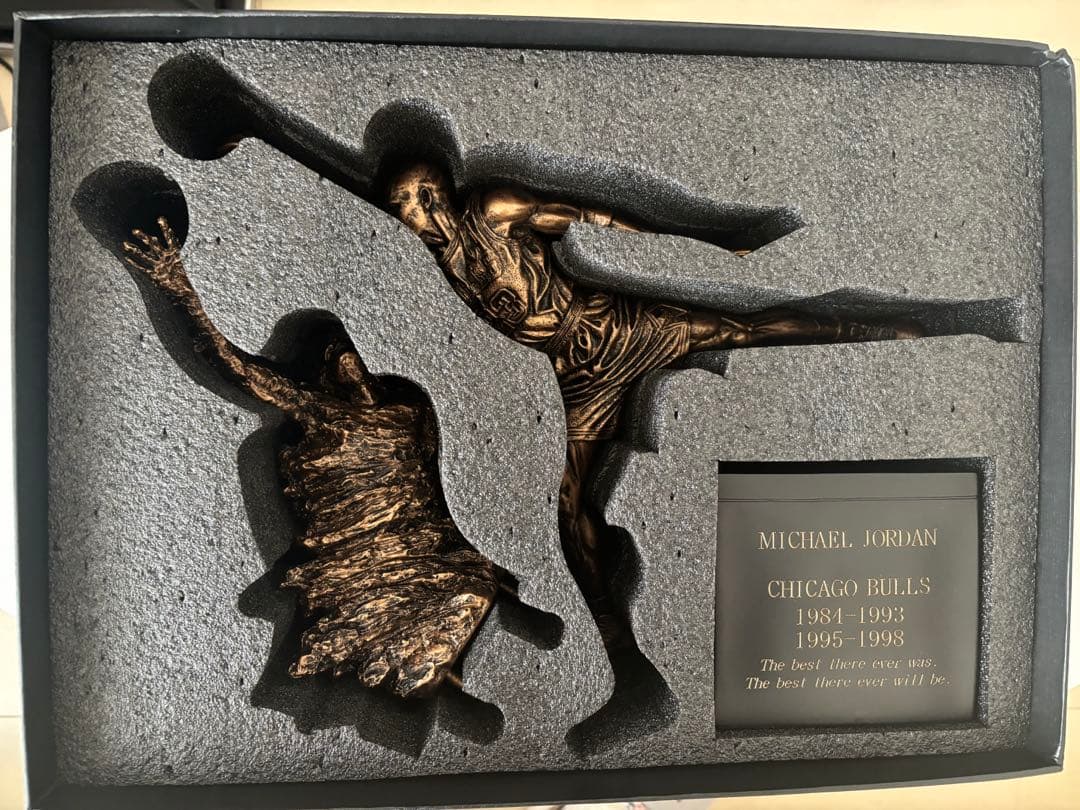 MICHAEL JORDAN
CHICAGO BULLS
1984-1993
1995-1998
The best there ever was.
The best there ever will be.